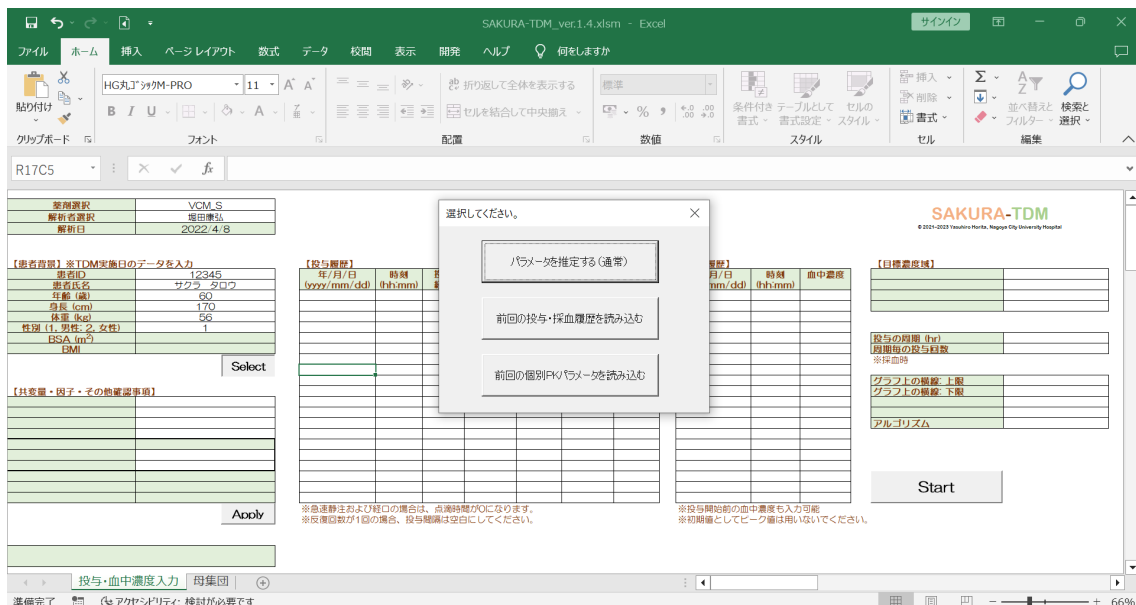 SAKURA-TDM_ver.1.4.xlsm - Excel
サインイン
ファイル ホーム 挿入 ページ レイアウト 数式 データ 校閲 表示 開発 ヘルプ 何をしますか
貼り付け
HG丸ｺﾞｼｯｸM-PRO 11
B I U
折り返して全体を表示する
セルを結合して中央揃え
標準
条件付き書式
テーブルとして書式設定
セルのスタイル
挿入
削除
書式
並べ替えとフィルター
検索と選択
クリップボード フォント 配置 数値 スタイル セル 編集
R17C5
薬剤選択 VCM_S
解析者選択 堀田康弘
解析日 2022/4/8
SAKURA-TDM
© 2021-2023 Yasuhiro Horita, Nagoya City University Hospital
【患者背景】※TDM実施日のデータを入力
患者ID 12345
患者氏名 サクラ タロウ
年齢 (歳) 60
身長 (cm) 170
体重 (kg) 56
性別 (1, 男性; 2, 女性) 1
BSA (m²)
BMI
Select
【共変量・因子・その他確認事項】
Apply
【投与履歴】
年/月/日 時刻
(yyyy/mm/dd) (hh:mm)
※急速静注および経口の場合は、点滴時間が0になります。
※反復回数が1回の場合、投与間隔は空白にしてください。
選択してください。
パラメータを推定する(通常)
前回の投与・採血履歴を読み込む
前回の個別PKパラメータを読み込む
時刻 血中濃度
(hh:mm)
※投与開始前の血中濃度も入力可能
※初期値としてピーク値は用いないでください。
【目標濃度域】
投与の周期 (hr)
周期毎の投与回数
※採血時
グラフ上の横線: 上限
グラフ上の横線: 下限
アルゴリズム
Start
投与・血中濃度入力 母集団
準備完了 アクセシビリティ: 検討が必要です 66%